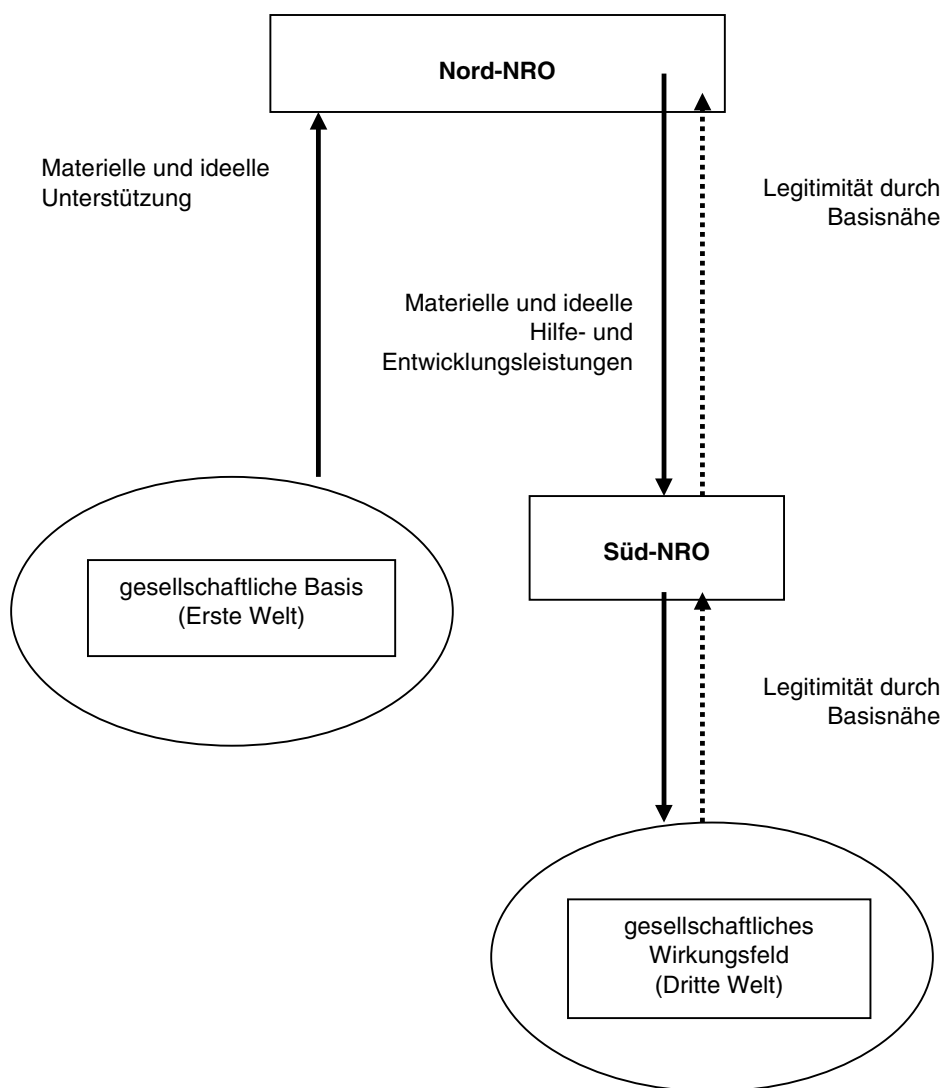 Nord-NRO
Materielle und ideelle
Unterstützung
Legitimität durch
Basisnähe
Materielle und ideelle
Hilfe- und
Entwicklungsleistungen
Süd-NRO
gesellschaftliche Basis
(Erste Welt)
Legitimität durch
Basisnähe
gesellschaftliches
Wirkungsfeld
(Dritte Welt)